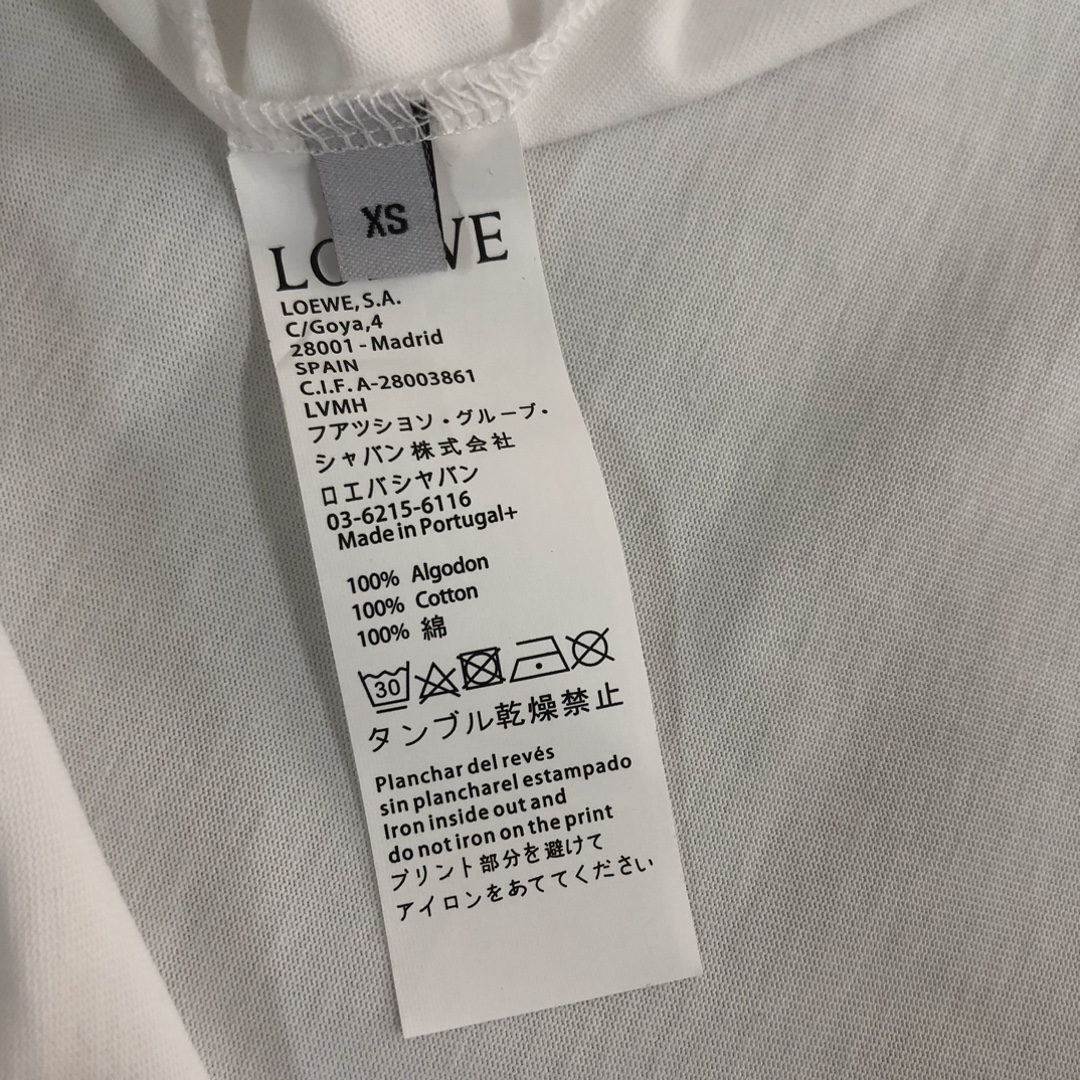 XS
LOEWE
LOEWE, S.A.
C/Goya,4
28001 - Madrid
SPAIN
C.I.F. A-28003861
LVMH
フアツシヨソ・グルーブ・
シャバン株式会社
ロエバシヤバン
03-6215-6116
Made in Portugal+
100% Algodon
100% Cotton
100% 綿
30
タンブル乾燥禁止
Planchar del revés
sin plancharel estampado
Iron inside out and
do not iron on the print
プリント部分を避けて
アイロンをあててください